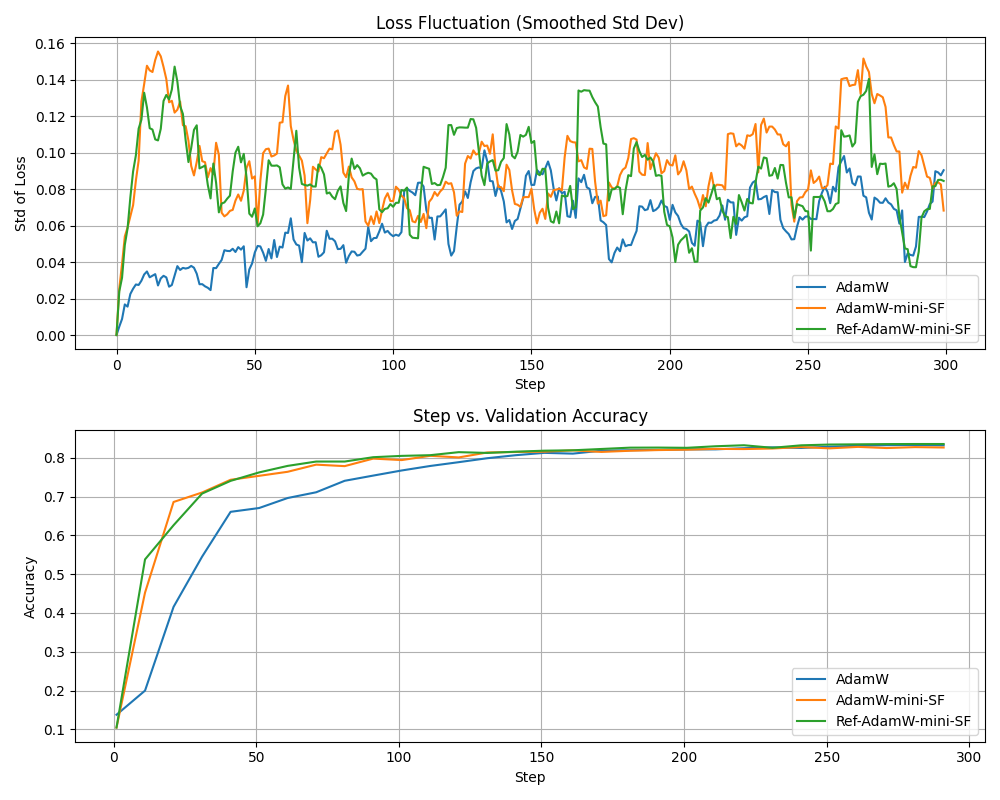 Loss Fluctuation (Smoothed Std Dev)
0.16
0.14
0.12
0.10
0.08
0.06
0.04
0.02
0.00
Std of Loss
0 50 100 150 200 250 300
Step
AdamW
AdamW-mini-SF
Ref-AdamW-mini-SF
Step vs. Validation Accuracy
0.8
0.7
0.6
0.5
0.4
0.3
0.2
0.1
Accuracy
0 50 100 150 200 250 300
Step
AdamW
AdamW-mini-SF
Ref-AdamW-mini-SF